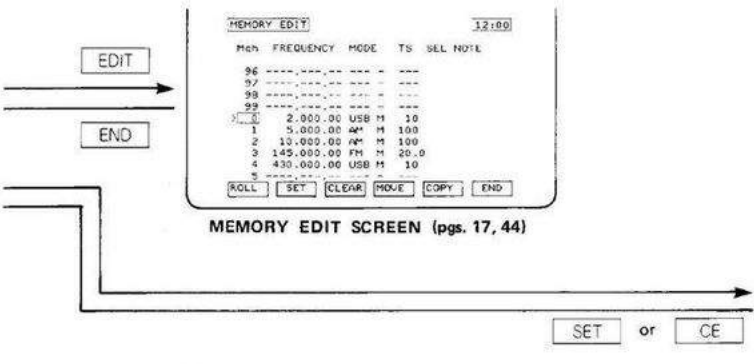 MEMORY EDIT 12:00
Mch FREQUENCY MODE TS SEL NOTE
EDIT
96 ----.---.-- --- - ---
97 ----.---.-- --- - ---
98 ----.---.-- --- - ---
99 ----.---.-- --- - ---
END
> 0 2.000.00 USB M 10
1 5.000.00 AM M 100
2 10.000.00 AM M 100
3 145.000.00 FM M 20.0
4 430.000.00 USB M 10
5 ----.---.-- --- - ---
ROLL SET CLEAR MOVE COPY END
MEMORY EDIT SCREEN (pgs. 17, 44)
SET or CE